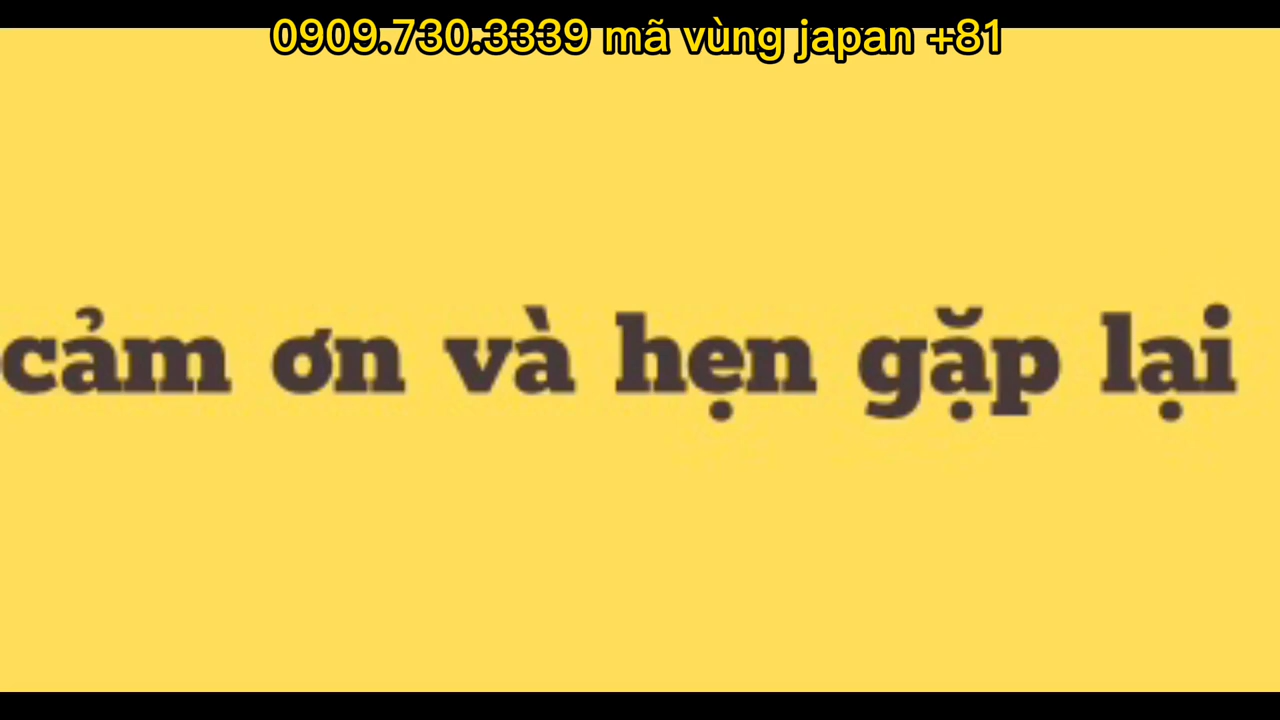 0909.730.3339 mã vùng japan +81
cảm ơn và hẹn gặp lại